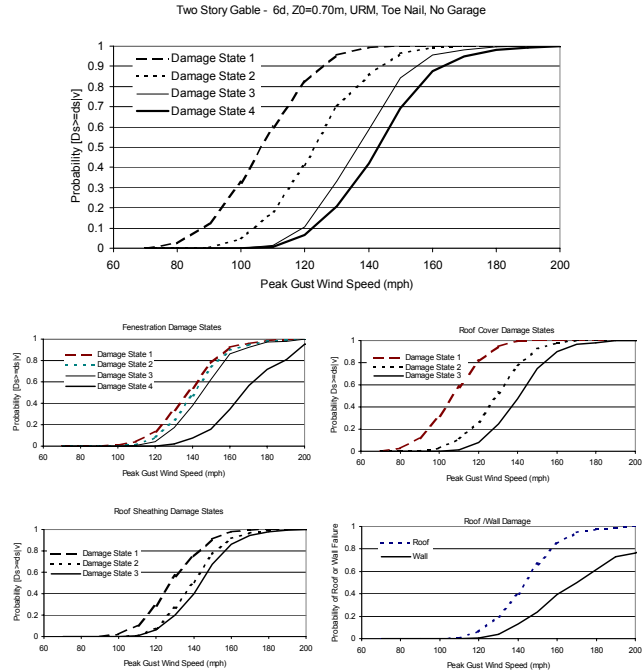 Two Story Gable - 6d, Z0=0.70m, URM, Toe Nail, No Garage
Probability [Ds>=ds|v]
1
0.9
0.8
0.7
0.6
0.5
0.4
0.3
0.2
0.1
0
Damage State 1
Damage State 2
Damage State 3
Damage State 4
60 80 100 120 140 160 180 200
Peak Gust Wind Speed (mph)
Fenestration Damage States
Probability [Ds>=ds|v]
1
0.8
0.6
0.4
0.2
0
Damage State 1
Damage State 2
Damage State 3
Damage State 4
60 80 100 120 140 160 180 200
Peak Gust Wind Speed (mph)
Roof Cover Damage States
Probability Ds>=ds|v]
1
0.8
0.6
0.4
0.2
0
Damage State 1
Damage State 2
Damage State 3
60 80 100 120 140 160 180 200
Peak Gust Wind Speed (mph)
Roof Sheathing Damage States
Probability [Ds>=ds|v]
1
0.8
0.6
0.4
0.2
0
Damage State 1
Damage State 2
Damage State 3
60 80 100 120 140 160 180 200
Peak Gust Wind Speed (mph)
Roof /Wall Damage
Probability of Roof or Wall Failure
1
0.8
0.6
0.4
0.2
0
Roof
Wall
60 80 100 120 140 160 180 200
Peak Gust Wind Speed (mph)